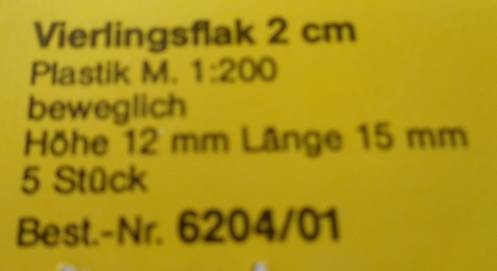 Vierlingsflak 2 cm
Plastik M. 1:200
beweglich
Höhe 12 mm Länge 15 mm
5 Stück
Best.-Nr. 6204/01